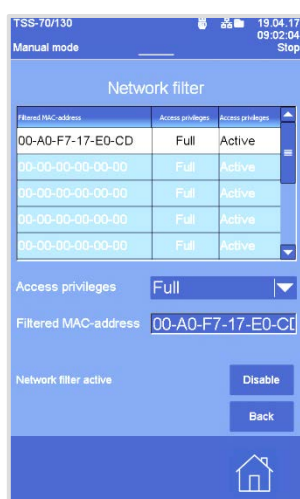 TSS-70/130 19.04.17
09:02:04
Manual mode Stop
Network filter
Filtered MAC-address Access privileges Access privileges
00-A0-F7-17-E0-CD Full Active
00-00-00-00-00-00 Full Active
00-00-00-00-00-00 Full Active
00-00-00-00-00-00 Full Active
00-00-00-00-00-00 Full Active
Access privileges Full
Filtered MAC-address 00-A0-F7-17-E0-CD
Network filter active Disable
Back